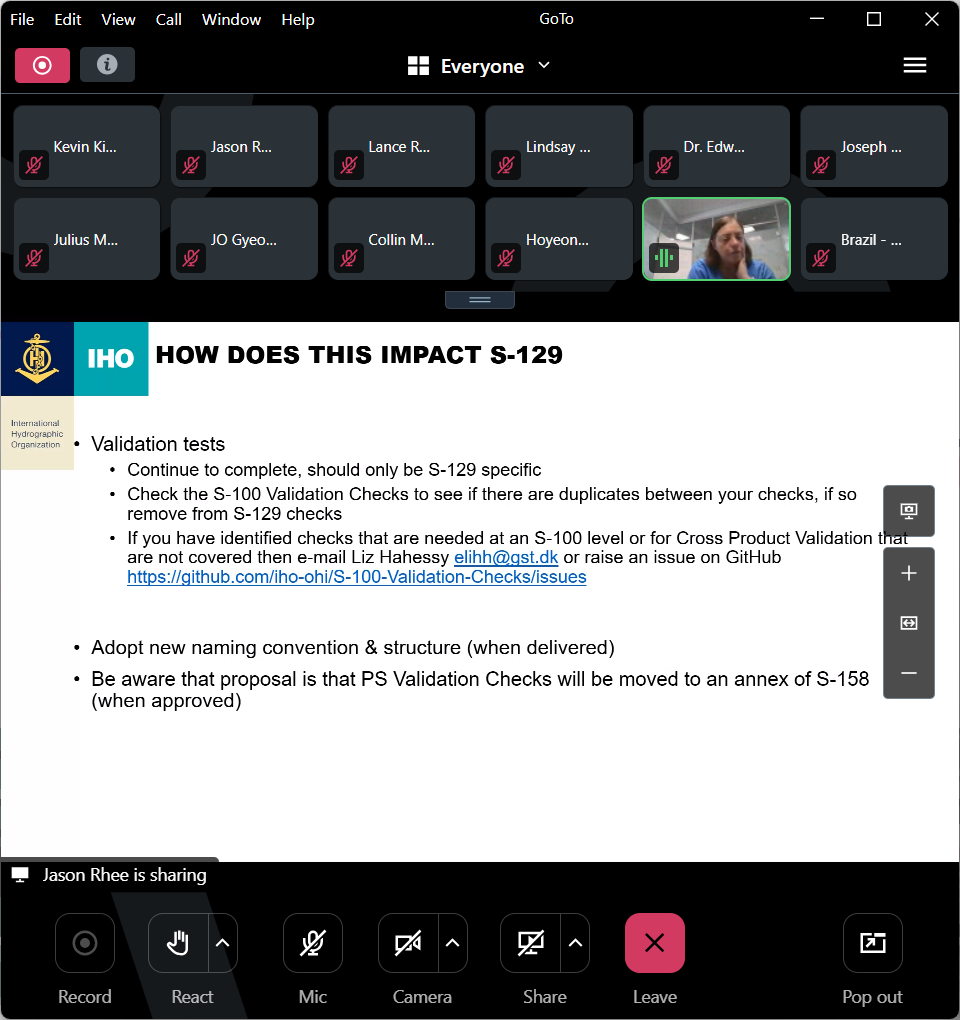 File Edit View Call Window Help GoTo
Everyone
Kevin Ki... Jason R... Lance R... Lindsay ... Dr. Edw... Joseph ...
Julius M... JO Gyeo... Collin M... Hoyeon... Brazil - ...
IHO
HOW DOES THIS IMPACT S-129
International
Hydrographic
Organization
• Validation tests
• Continue to complete, should only be S-129 specific
• Check the S-100 Validation Checks to see if there are duplicates between your checks, if so
remove from S-129 checks
• If you have identified checks that are needed at an S-100 level or for Cross Product Validation that
are not covered then e-mail Liz Hahessy elihh@gst.dk or raise an issue on GitHub
https://github.com/iho-ohi/S-100-Validation-Checks/issues
• Adopt new naming convention & structure (when delivered)
• Be aware that proposal is that PS Validation Checks will be moved to an annex of S-158
(when approved)
Jason Rhee is sharing
Record React Mic Camera Share Leave Pop out